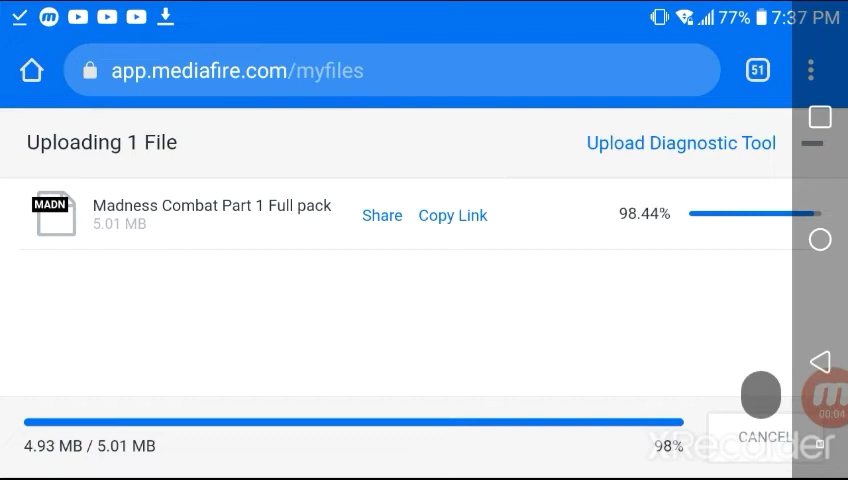 77% 7:37 PM
app.mediafire.com/myfiles
51
Uploading 1 File
Upload Diagnostic Tool
MADN
Madness Combat Part 1 Full pack
5.01 MB
Share
Copy Link
98.44%
00:04
CANCEL
4.93 MB / 5.01 MB
98%
XRecorder